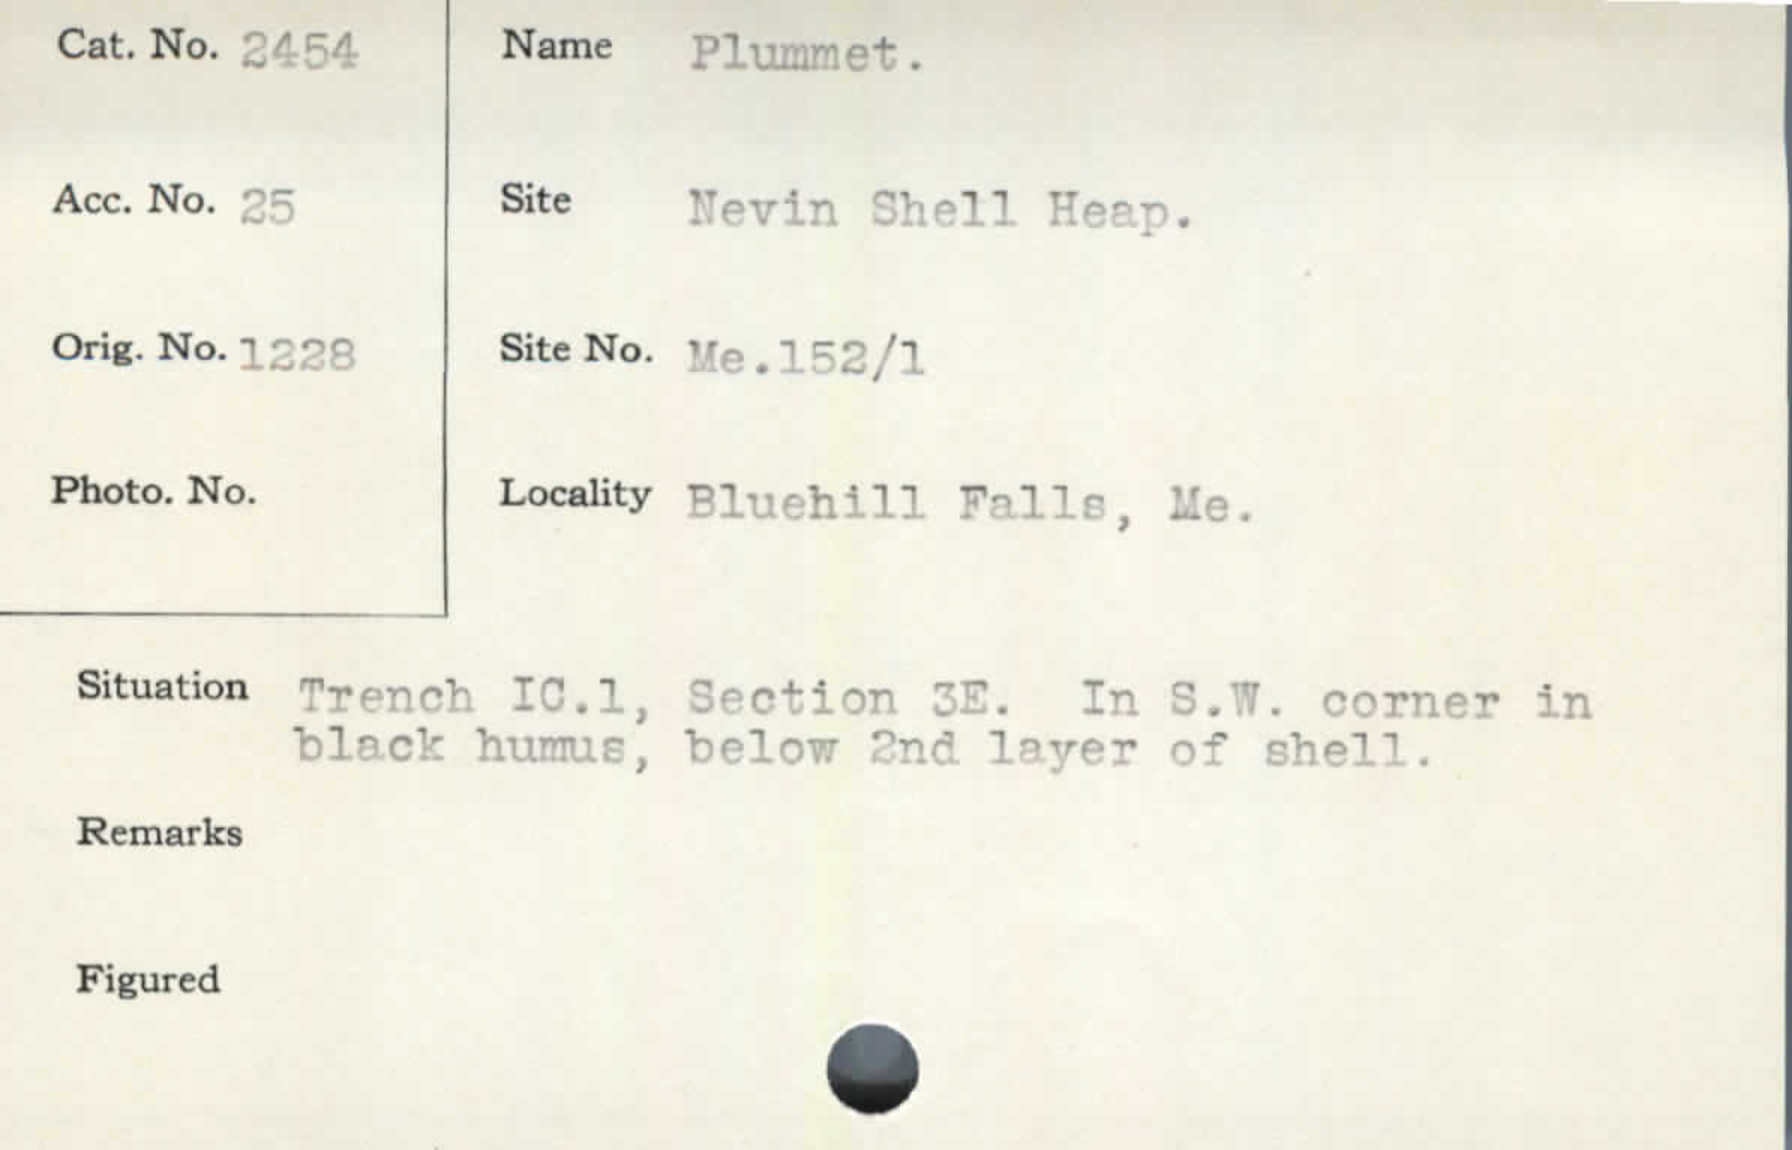 Cat. No. 2454
Name Plummet.
Acc. No. 25
Site Nevin Shell Heap.
Orig. No. 1228
Site No. Me.152/1
Photo. No.
Locality Bluehill Falls, Me.
Situation Trench IC.1, Section 3E. In S.W. corner in
black humus, below 2nd layer of shell.
Remarks
Figured